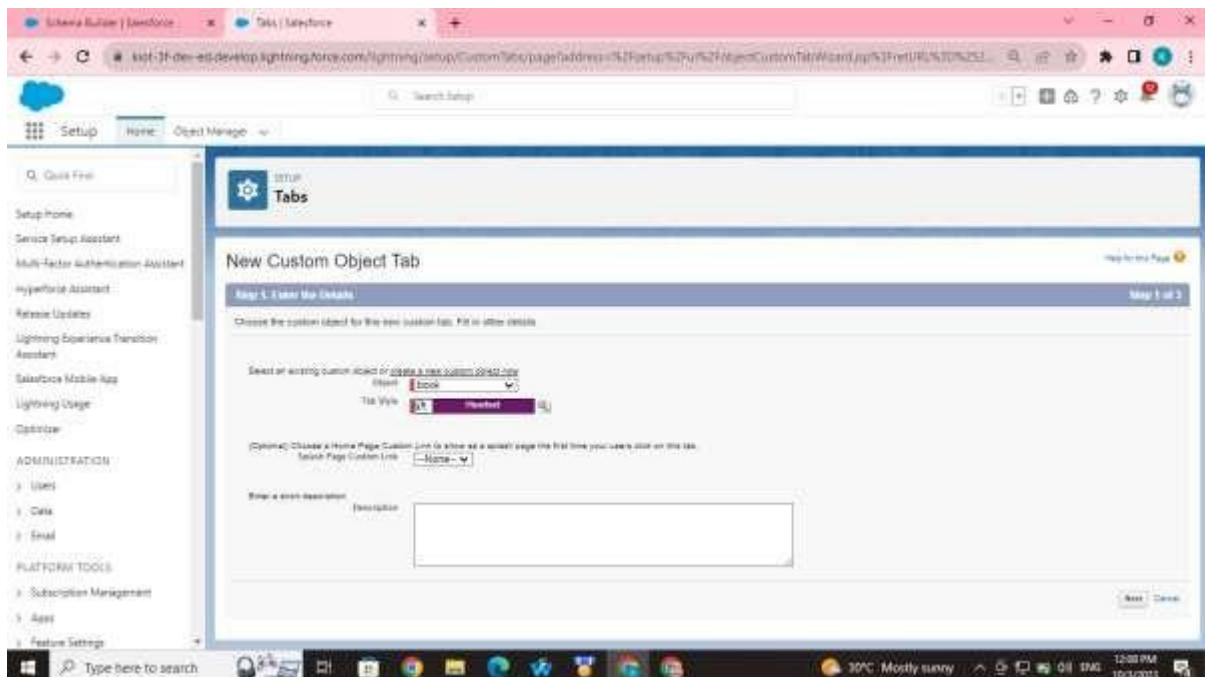 Schema Builder | Salesforce
Tabs | Salesforce
Search Setup
Setup
Home
Object Manager
Quick Find
Setup Home
Service Setup Assistant
Multi-Factor Authentication Assistant
Hyperforce Assistant
Release Updates
Lightning Experience Transition
Assistant
Salesforce Mobile App
Lightning Usage
Optimizer
ADMINISTRATION
Users
Data
Email
PLATFORM TOOLS
Subscription Management
Apps
Feature Settings
SETUP
Tabs
New Custom Object Tab
Help for this Page
Step 1. Enter the Details
Step 1 of 3
Choose the custom object for this new custom tab. Fill in other details.
Select an existing custom object or create a new custom object now.
Object
book
Tab Style
Headset
(Optional) Choose a Home Page Custom Link to show as a splash page the first time your users click on this tab.
Splash Page Custom Link
--None--
Enter a short description.
Description
Next
Cancel
Type here to search
30°C Mostly sunny
ENG
12:00 PM